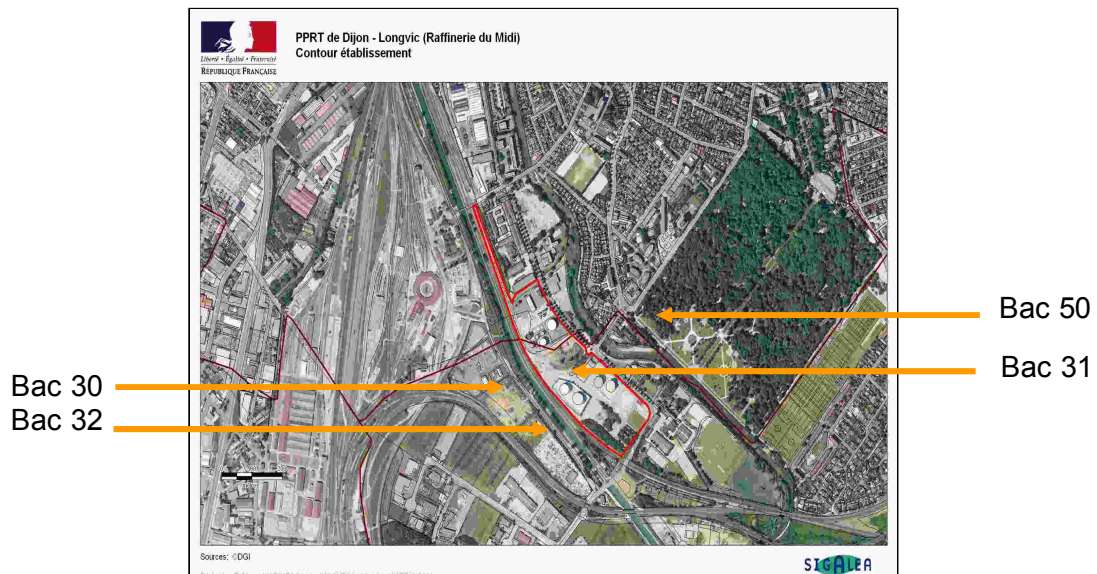 PPRT de Dijon - Longvic (Raffinerie du Midi)
Contour établissement
Liberté • Égalité • Fraternité
RÉPUBLIQUE FRANÇAISE
Bac 50
Bac 31
Bac 30
Bac 32
Sources: ©DGI
SIGALEA